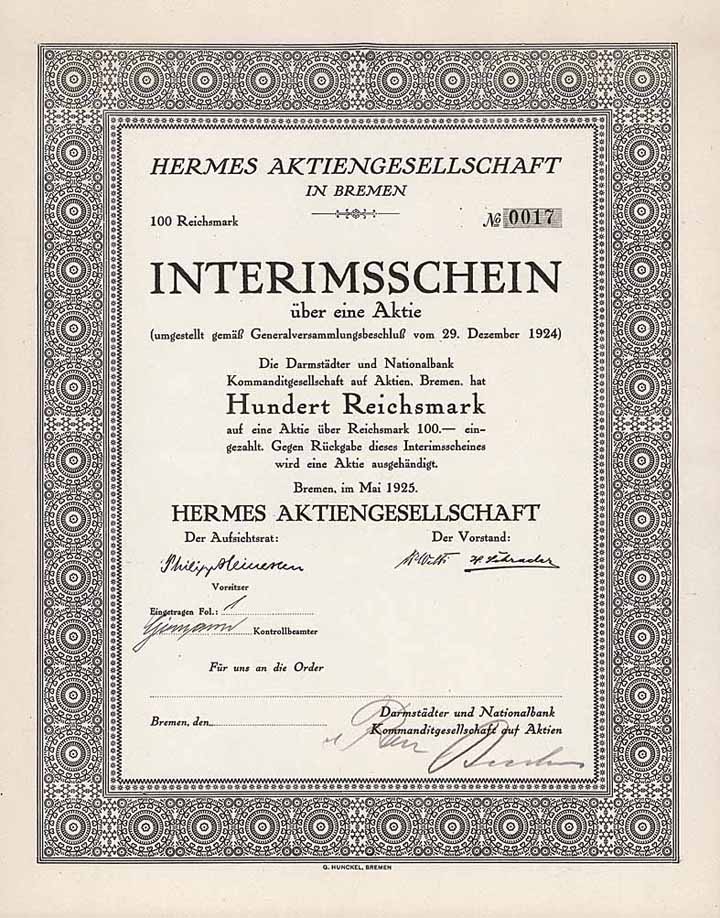 HERMES AKTIENGESELLSCHAFT
IN BREMEN
100 Reichsmark № 0017
INTERIMSSCHEIN
über eine Aktie
(umgestellt gemäß Generalversammlungsbeschluß vom 29. Dezember 1924)
Die Darmstädter und Nationalbank
Kommanditgesellschaft auf Aktien, Bremen, hat
Hundert Reichsmark
auf eine Aktie über Reichsmark 100.— ein-
gezahlt. Gegen Rückgabe dieses Interimsscheines
wird eine Aktie ausgehändigt.
Bremen, im Mai 1925.
HERMES AKTIENGESELLSCHAFT
Der Aufsichtsrat: Der Vorstand:
Philipp Heineken H. Schrader
Vorsitzer
Eingetragen Fol.: 1
Kontrollbeamter
Für uns an die Order
Bremen, den
Darmstädter und Nationalbank
Kommanditgesellschaft auf Aktien
G. HUNCKEL, BREMEN